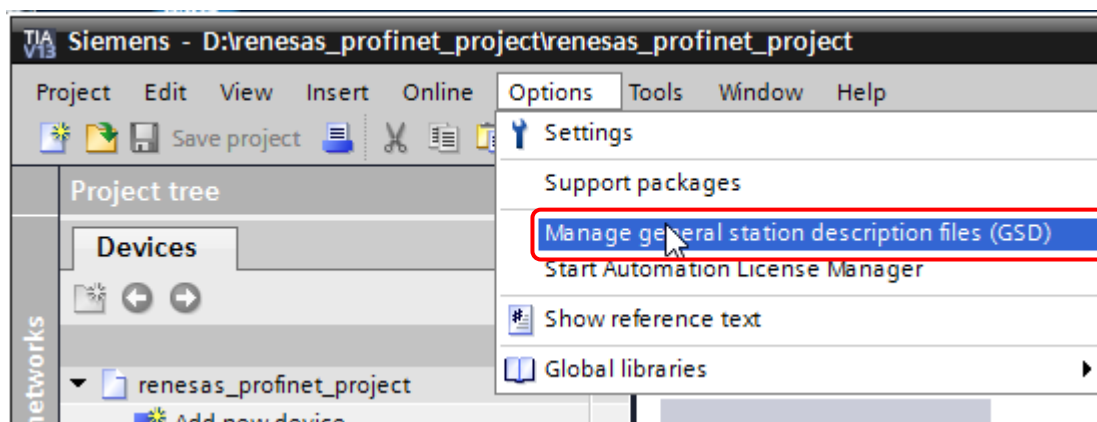 TIA V13 Siemens - D:\renesas_profinet_project\renesas_profinet_project
Project Edit View Insert Online Options Tools Window Help
Save project
Settings
Support packages
Project tree
Manage general station description files (GSD)
Devices
Start Automation License Manager
Show reference text
Global libraries
networks
renesas_profinet_project
Add new device